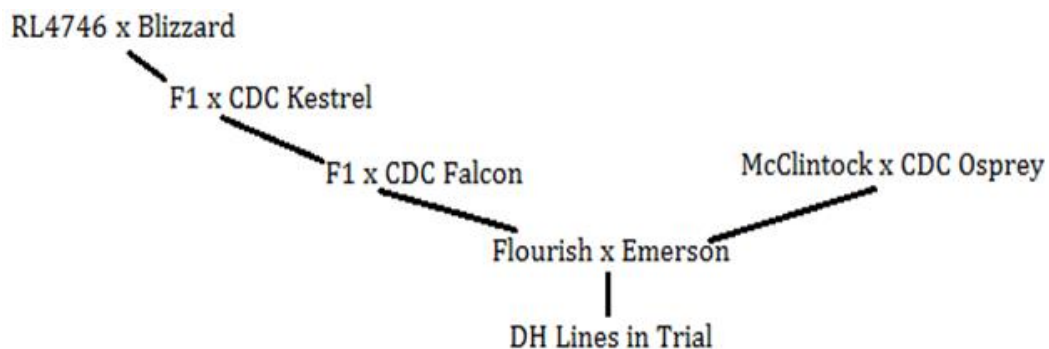 RL4746 x Blizzard
F1 x CDC Kestrel
F1 x CDC Falcon
McClintock x CDC Osprey
Flourish x Emerson
DH Lines in Trial